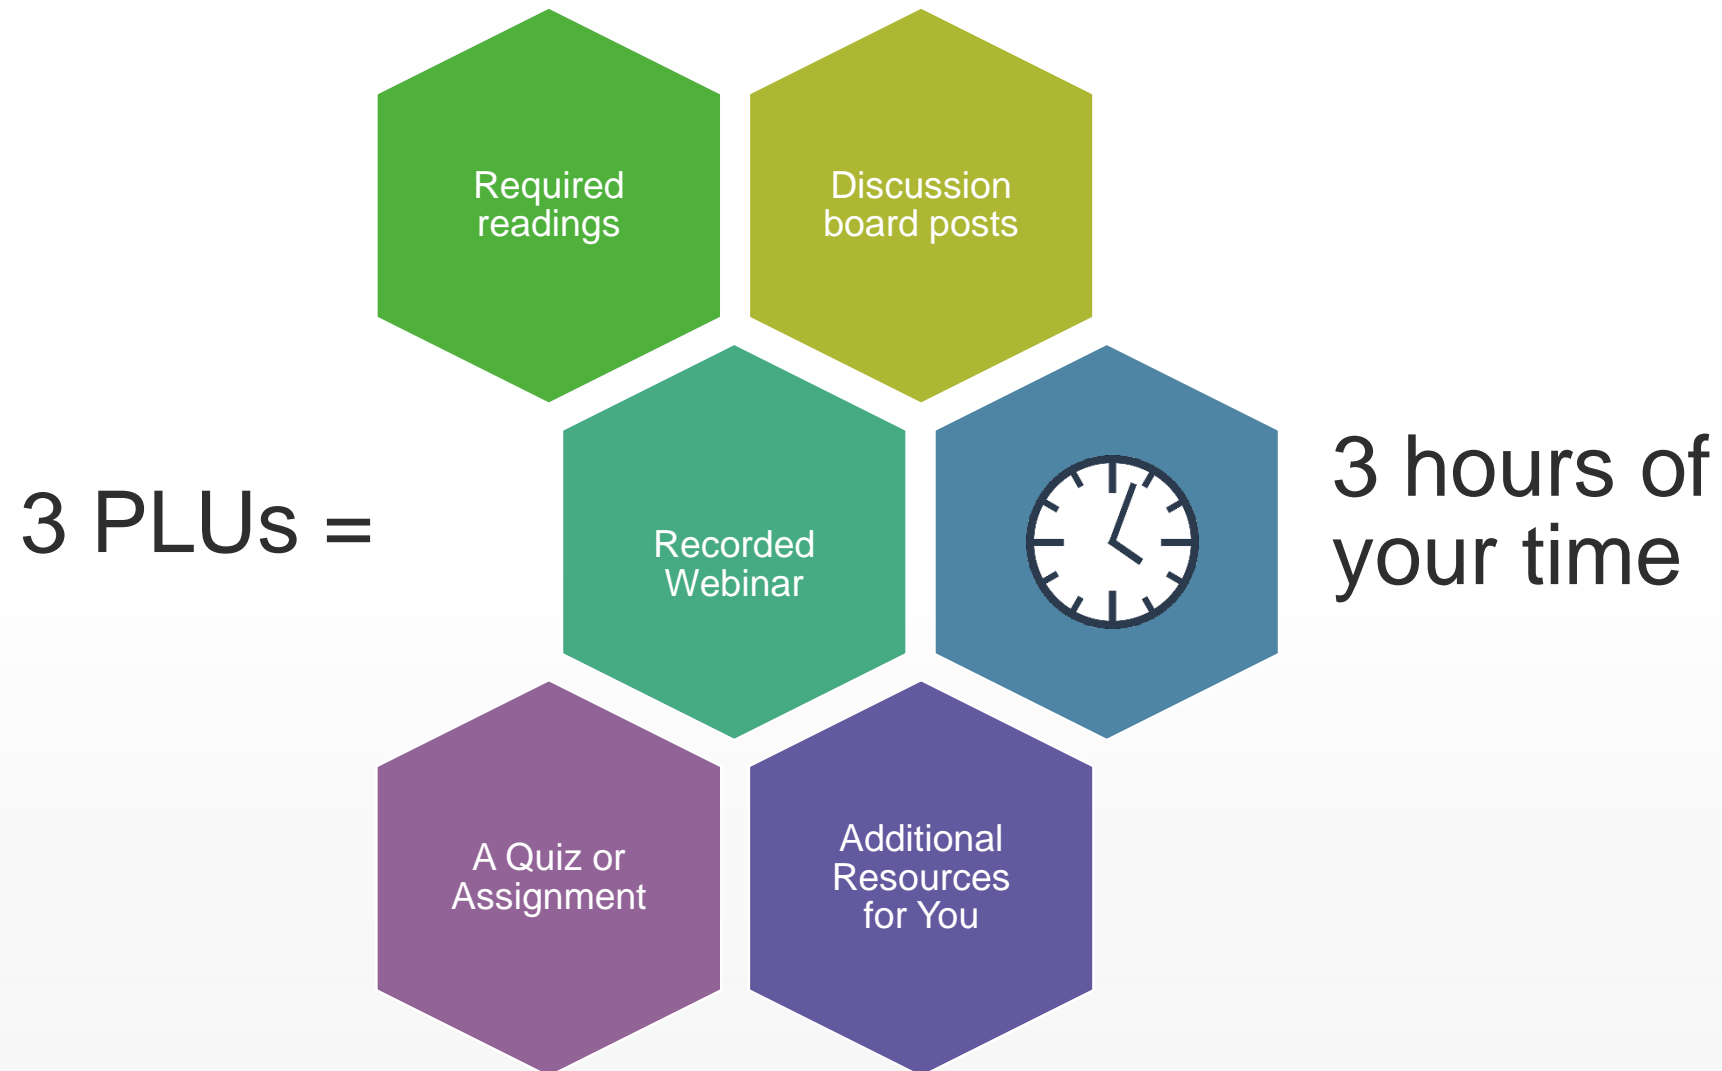 Required
readings
Discussion
board posts
3 PLUs =
Recorded
Webinar
3 hours of
your time
A Quiz or
Assignment
Additional
Resources
for You